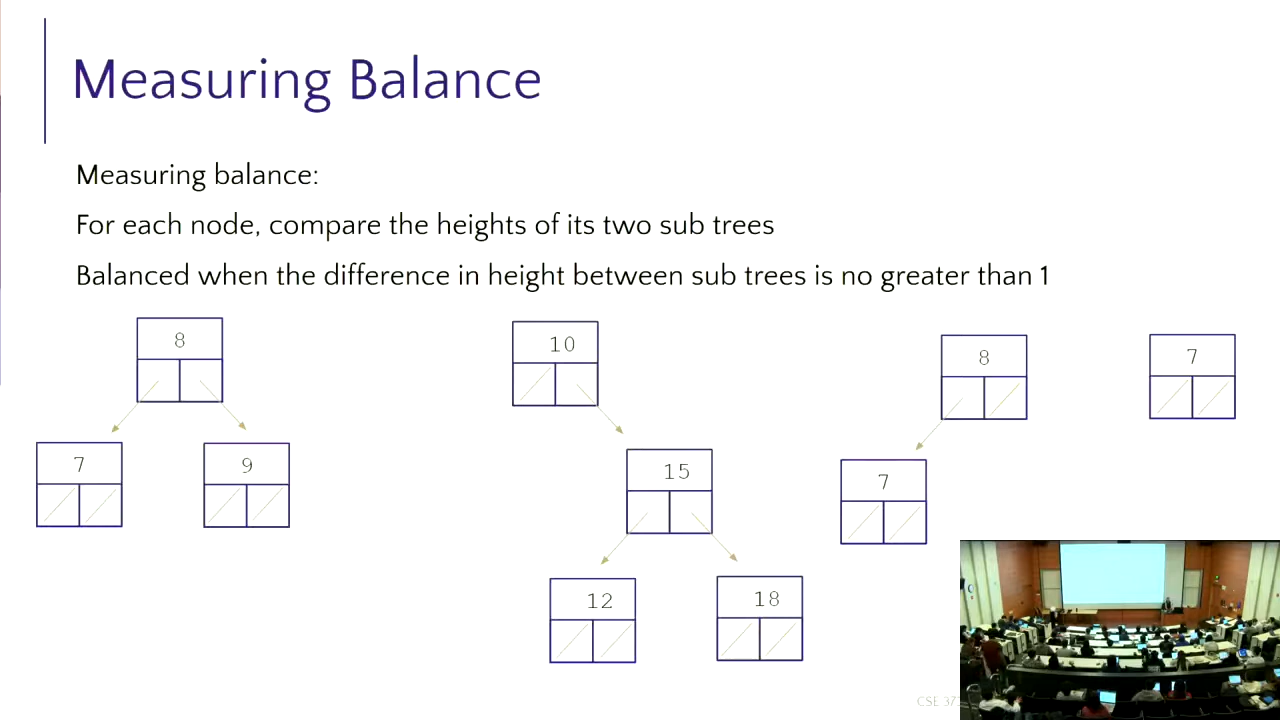 Measuring Balance
Measuring balance:
For each node, compare the heights of its two sub trees
Balanced when the difference in height between sub trees is no greater than 1
8
10
8
7
7
9
15
7
12
18
CSE